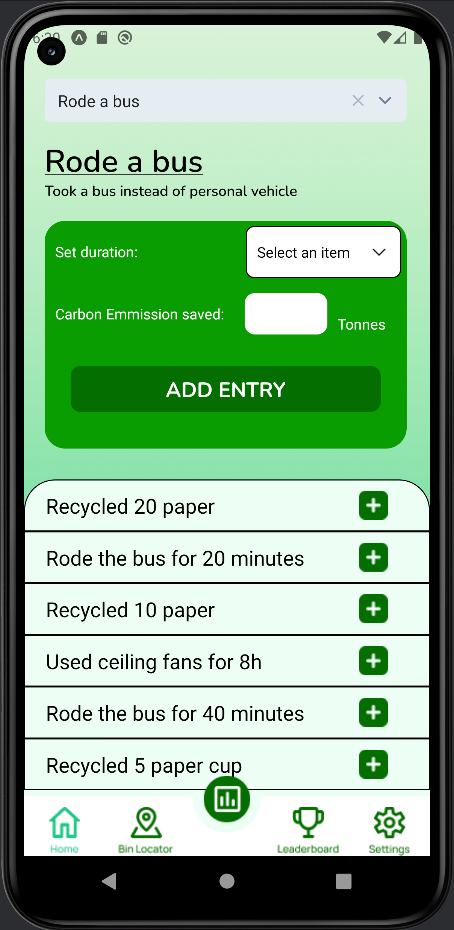 6:29
Rode a bus
Rode a bus
Took a bus instead of personal vehicle
Set duration:
Select an item
Carbon Emmission saved:
Tonnes
ADD ENTRY
Recycled 20 paper
Rode the bus for 20 minutes
Recycled 10 paper
Used ceiling fans for 8h
Rode the bus for 40 minutes
Recycled 5 paper cup
Home
Bin Locator
Leaderboard
Settings